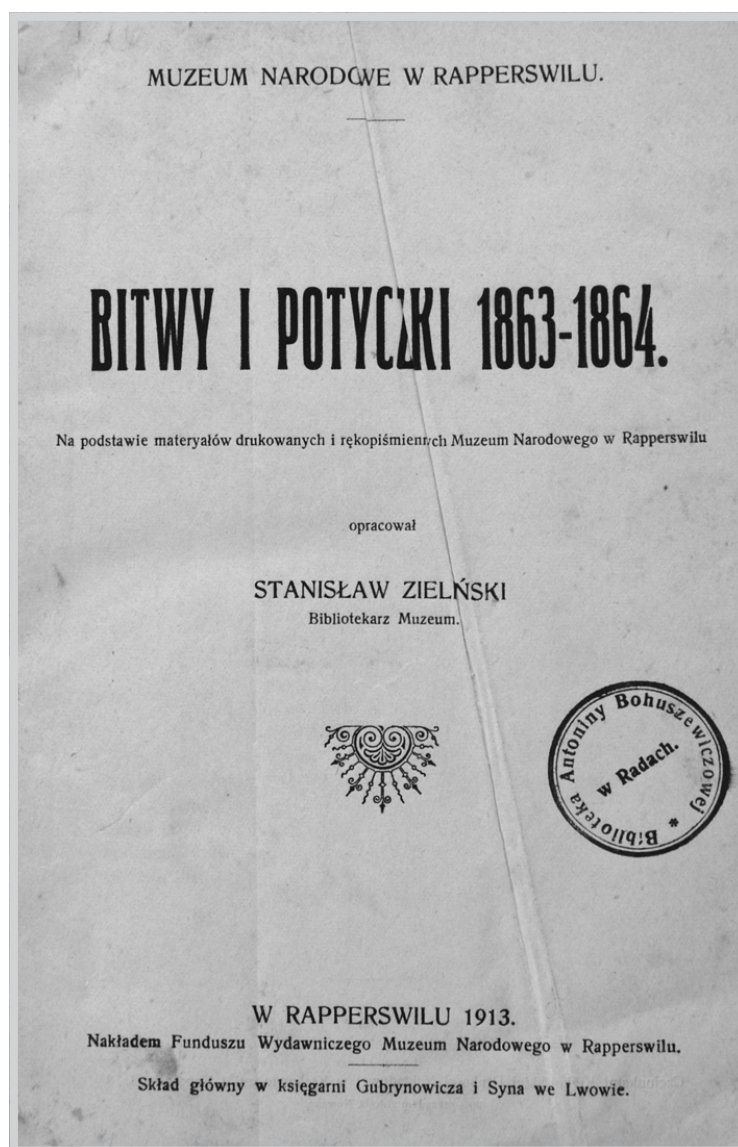 MUZEUM NARODOWE W RAPPERSWILU.
BITWY I POTYCZKI 1863-1864.
Na podstawie materyałów drukowanych i rękopiśmiennych Muzeum Narodowego w Rapperswilu
opracował
STANISŁAW ZIELŃSKI
Bibliotekarz Muzeum.
Biblioteka Antoniny Bohuszewiczowej *
w Radach.
W RAPPERSWILU 1913.
Nakładem Funduszu Wydawniczego Muzeum Narodowego w Rapperswilu.
Skład główny w księgarni Gubrynowicza i Syna we Lwowie.